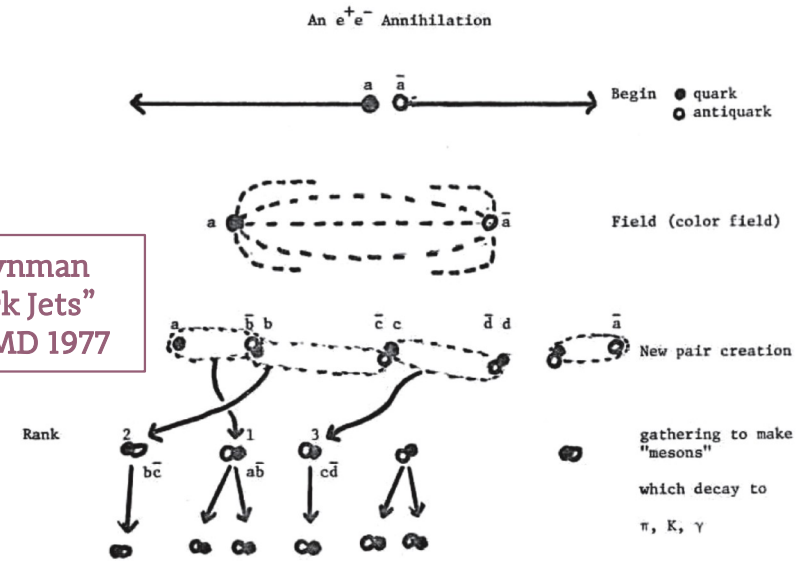 An e⁺e⁻ Annihilation
a ā
Begin ● quark
○ antiquark
a ā
Field (color field)
ynman
k Jets”
MD 1977
a b̄ b c̄ c d̄ d ā
New pair creation
Rank
2 1 3
bc̄ ab̄ cd̄
gathering to make
"mesons"
which decay to
π, K, γ